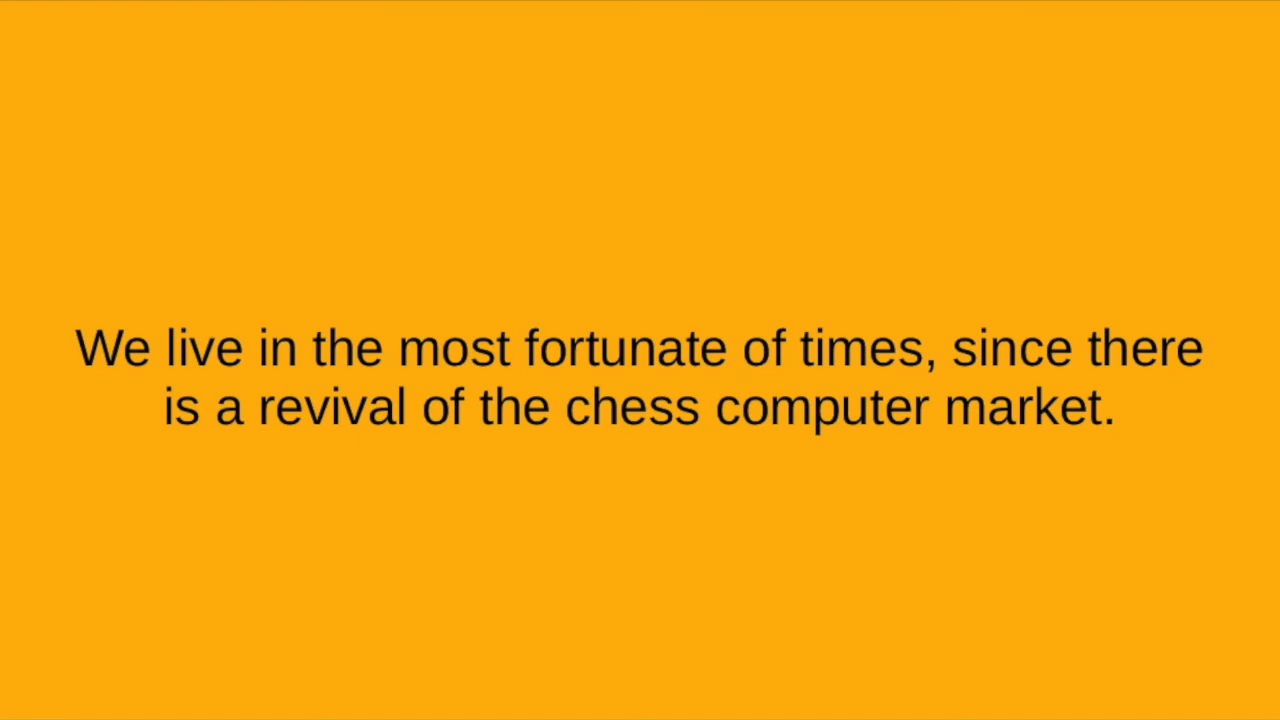 We live in the most fortunate of times, since there
is a revival of the chess computer market.